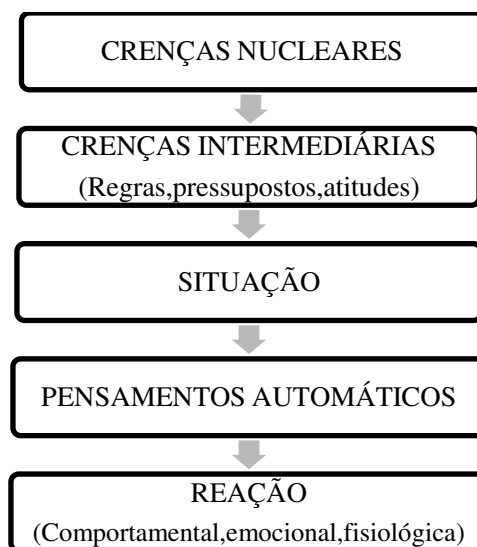 CRENÇAS NUCLEARES
CRENÇAS INTERMEDIÁRIAS
(Regras,pressupostos,atitudes)
SITUAÇÃO
PENSAMENTOS AUTOMÁTICOS
REAÇÃO
(Comportamental,emocional,fisiológica)